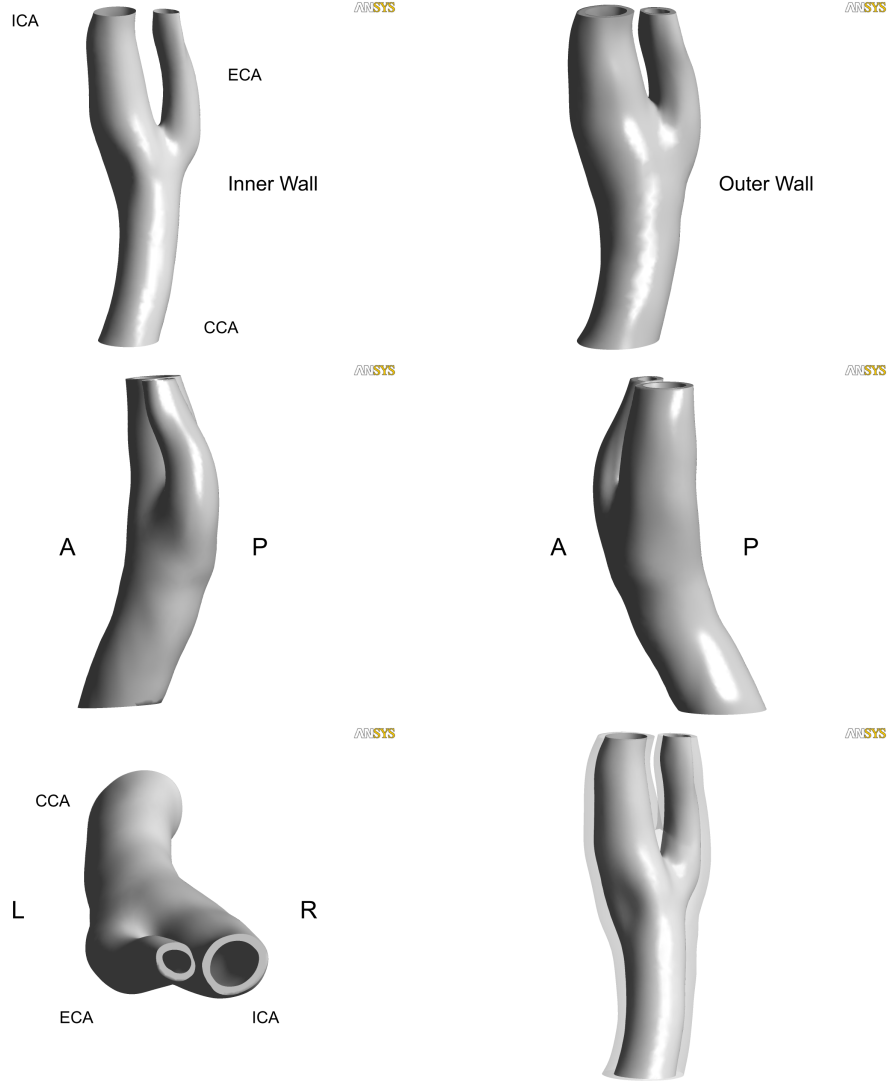 ICA
ANSYS
ANSYS
ECA
Inner Wall
Outer Wall
CCA
ANSYS
ANSYS
A
P
A
P
ANSYS
ANSYS
CCA
L
R
ECA
ICA